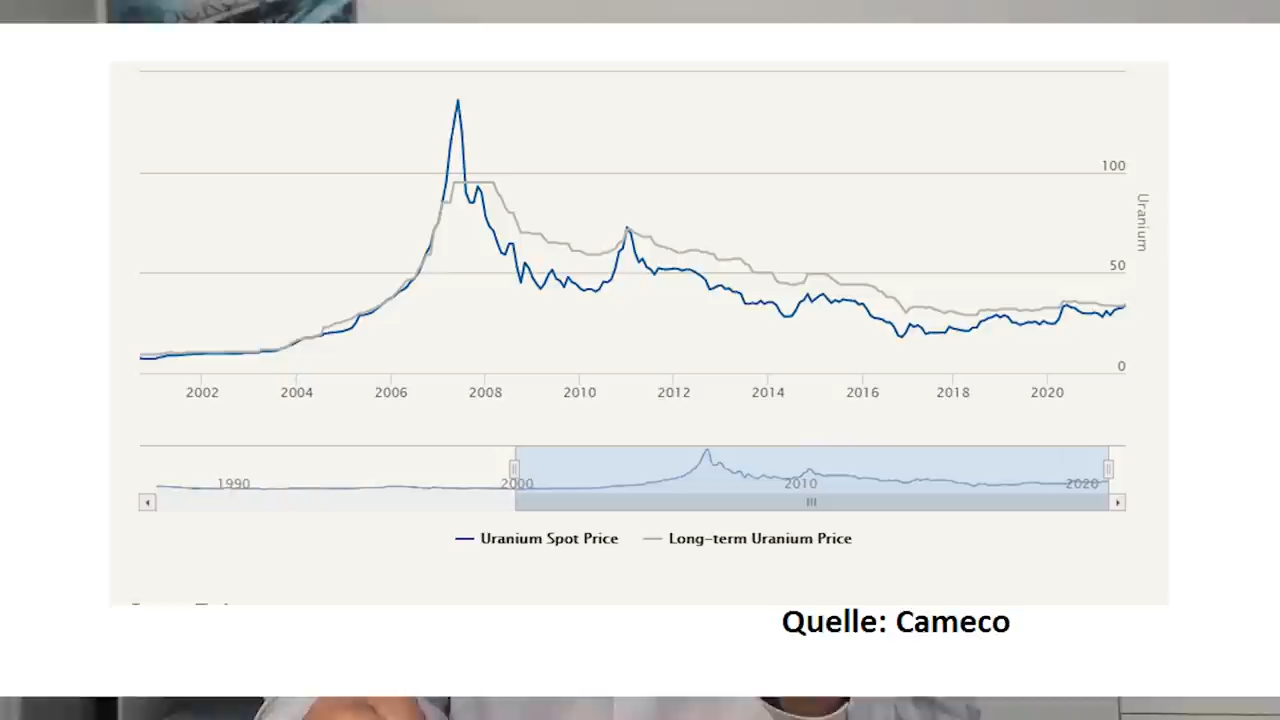 100
Uranium
50
0
2002 2004 2006 2008 2010 2012 2014 2016 2018 2020
1990 2000 2010 2020
Uranium Spot Price Long-term Uranium Price
Quelle: Cameco